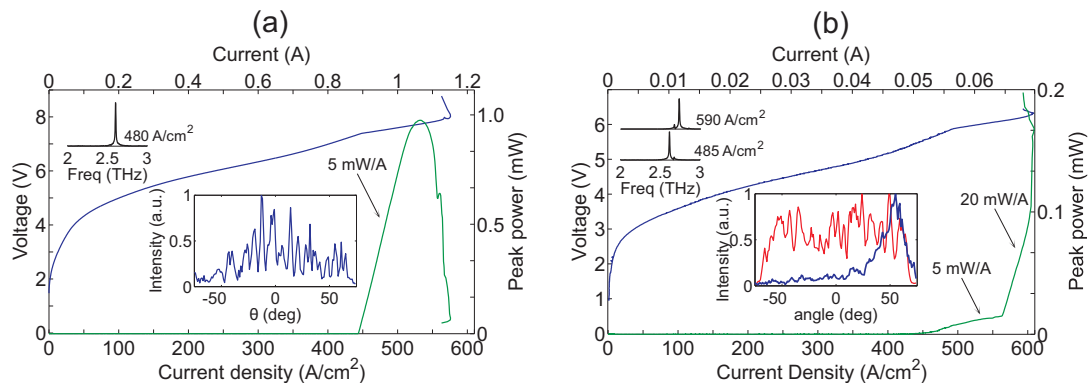 (a)
Current (A)
0 0.2 0.4 0.6 0.8 1 1.2
8
6
4
2
0
Voltage (V)
480 A/cm²
2 2.5 3
Freq (THz)
5 mW/A
1
0.5
0
Intensity (a.u.)
-50 0 50
θ (deg)
1.0
0.5
0
Peak power (mW)
0 100 200 300 400 500 600
Current density (A/cm²)
(b)
Current (A)
0 0.01 0.02 0.03 0.04 0.05 0.06
6
5
4
3
2
1
0
Voltage (V)
590 A/cm²
485 A/cm²
2 2.5 3
Freq (THz)
20 mW/A
5 mW/A
1
0.5
0
Intensity (a.u.)
-50 0 50
angle (deg)
0.2
0.1
0
Peak power (mW)
0 100 200 300 400 500 600
Current Density (A/cm²)